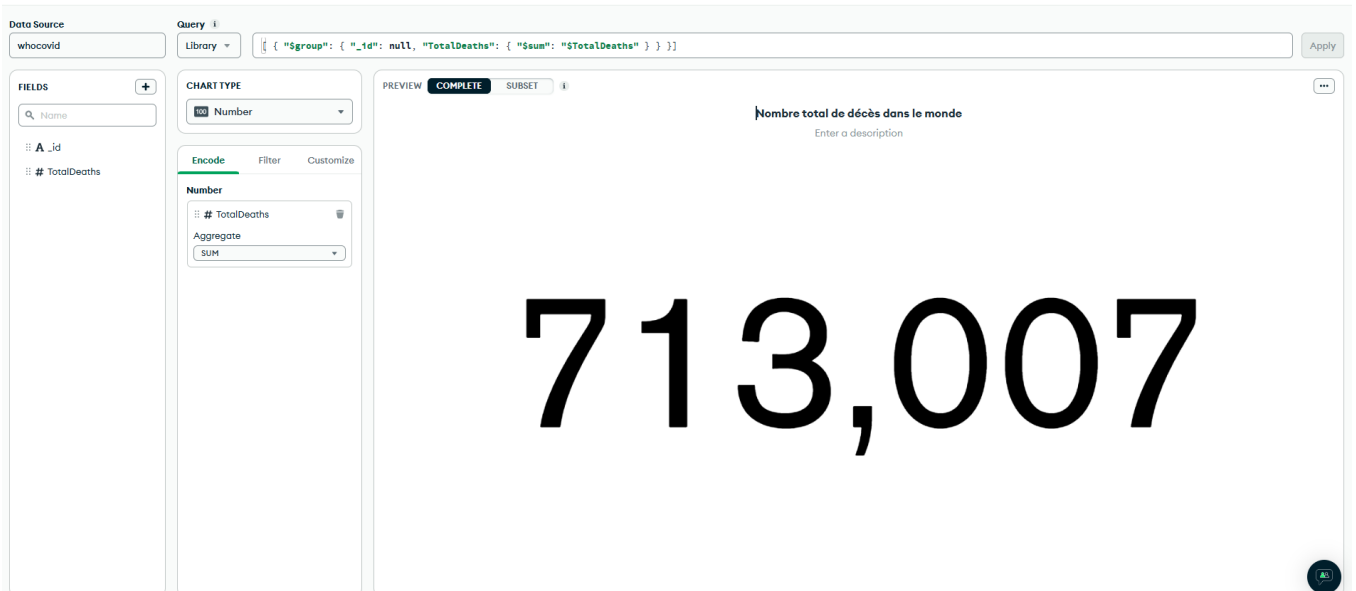 Data Source
Query i
whocovid
Library
[ { "$group": { "_id": null, "TotalDeaths": { "$sum": "$TotalDeaths" } } }]
Apply
FIELDS
+
Name
A _id
# TotalDeaths
CHART TYPE
100 Number
Encode Filter Customize
Number
# TotalDeaths
Aggregate
SUM
PREVIEW COMPLETE SUBSET i
Nombre total de décès dans le monde
Enter a description
713,007